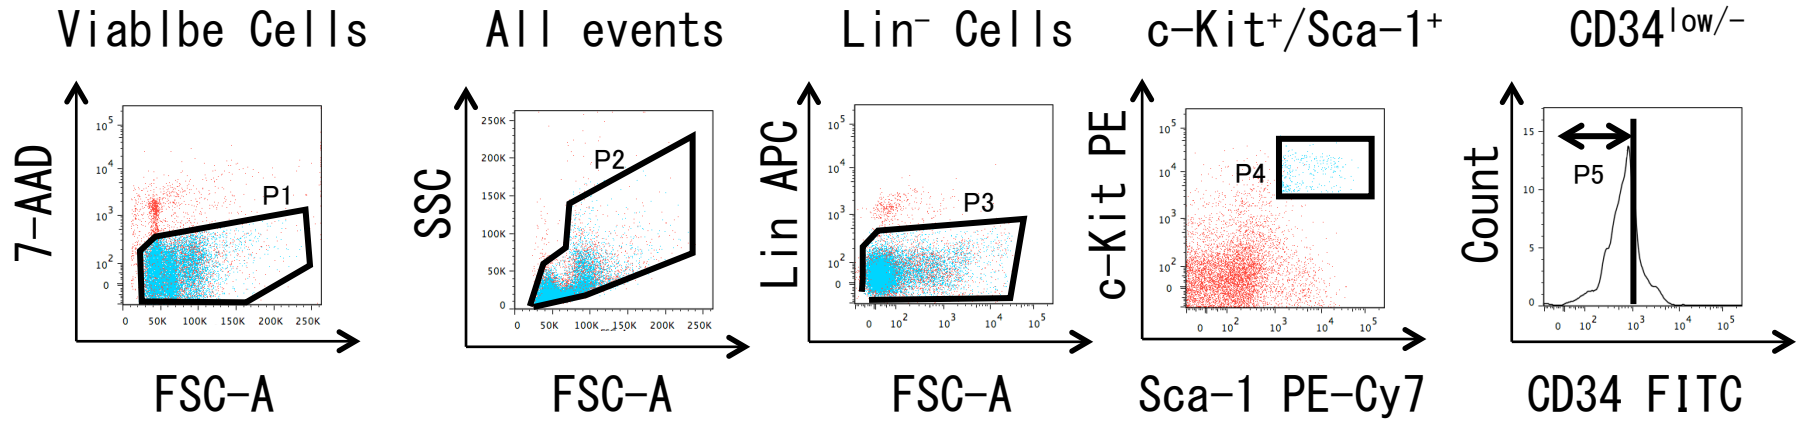 Viablbe Cells
7-AAD
10⁵
10⁴
10³
10²
0
P1
0 50K 100K 150K 200K 250K
FSC-A
All events
SSC
250K
200K
150K
100K
50K
0
P2
0 50K 100K 150K 200K 250K
FSC-A
Lin⁻ Cells
Lin APC
10⁵
10⁴
10³
10²
0
P3
0 10² 10³ 10⁴ 10⁵
FSC-A
c-Kit⁺/Sca-1⁺
c-Kit PE
10⁵
10⁴
10³
10²
0
P4
0 10² 10³ 10⁴ 10⁵
Sca-1 PE-Cy7
CD34ˡᵒʷ/⁻
Count
15
10
5
0
P5
0 10² 10³ 10⁴ 10⁵
CD34 FITC